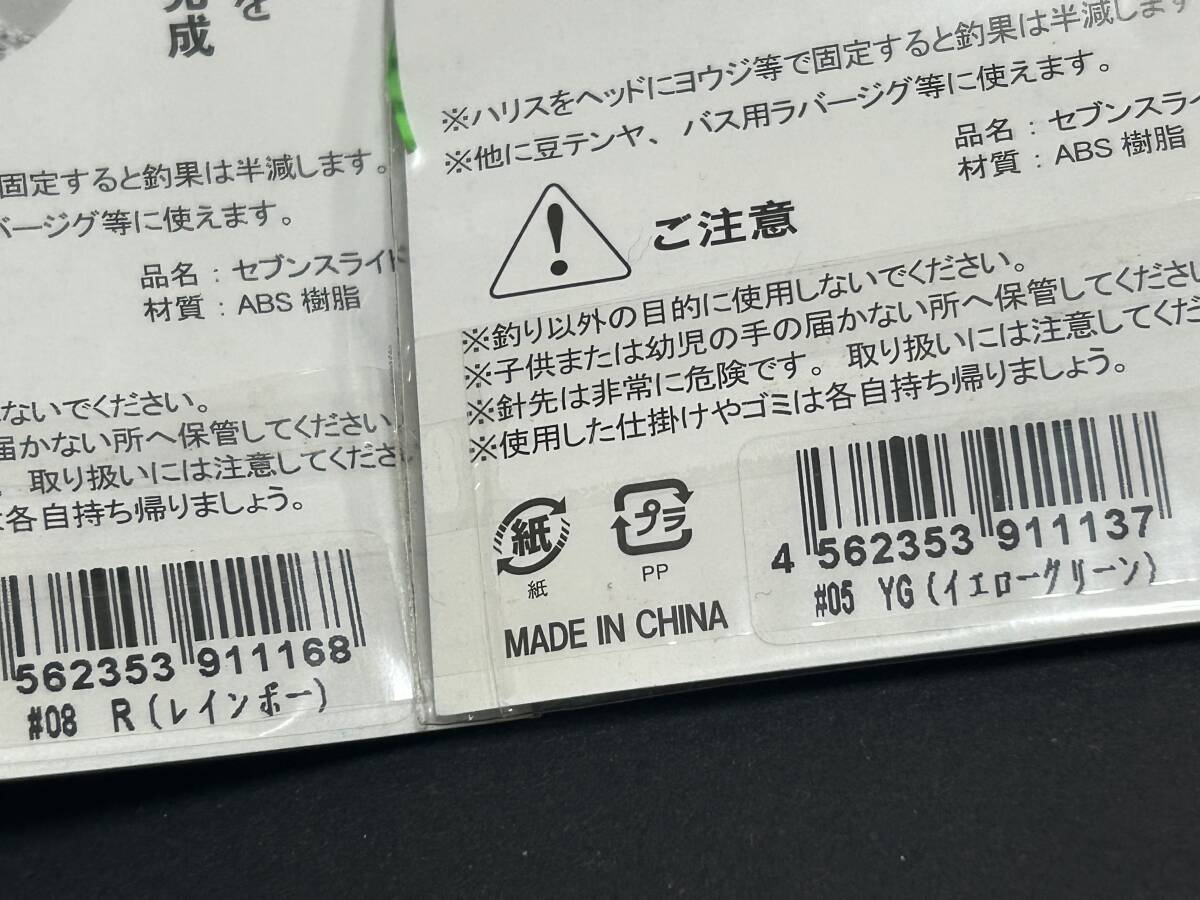 を
完成
固定すると釣果は半減します。
バージグ等に使えます。
品名：セブンスライド
材質：ABS 樹脂
ないでください。
届かない所へ保管してください
取り扱いには注意してくださ
は各自持ち帰りましょう。
562353 911168
#08 R(レインボー)
※ハリスをヘッドにヨウジ等で固定すると釣果は半減します
※他に豆テンヤ、バス用ラバージグ等に使えます。
品名：セブンスライ
材質：ABS 樹脂
ご注意
※釣り以外の目的に使用しないでください。
※子供または幼児の手の届かない所へ保管してください
※針先は非常に危険です。取り扱いには注意してくだ
※使用した仕掛けやゴミは各自持ち帰りましょう。
紙
プラ
紙
PP
MADE IN CHINA
4 562353 911137
#05 YG(イエローグリーン)